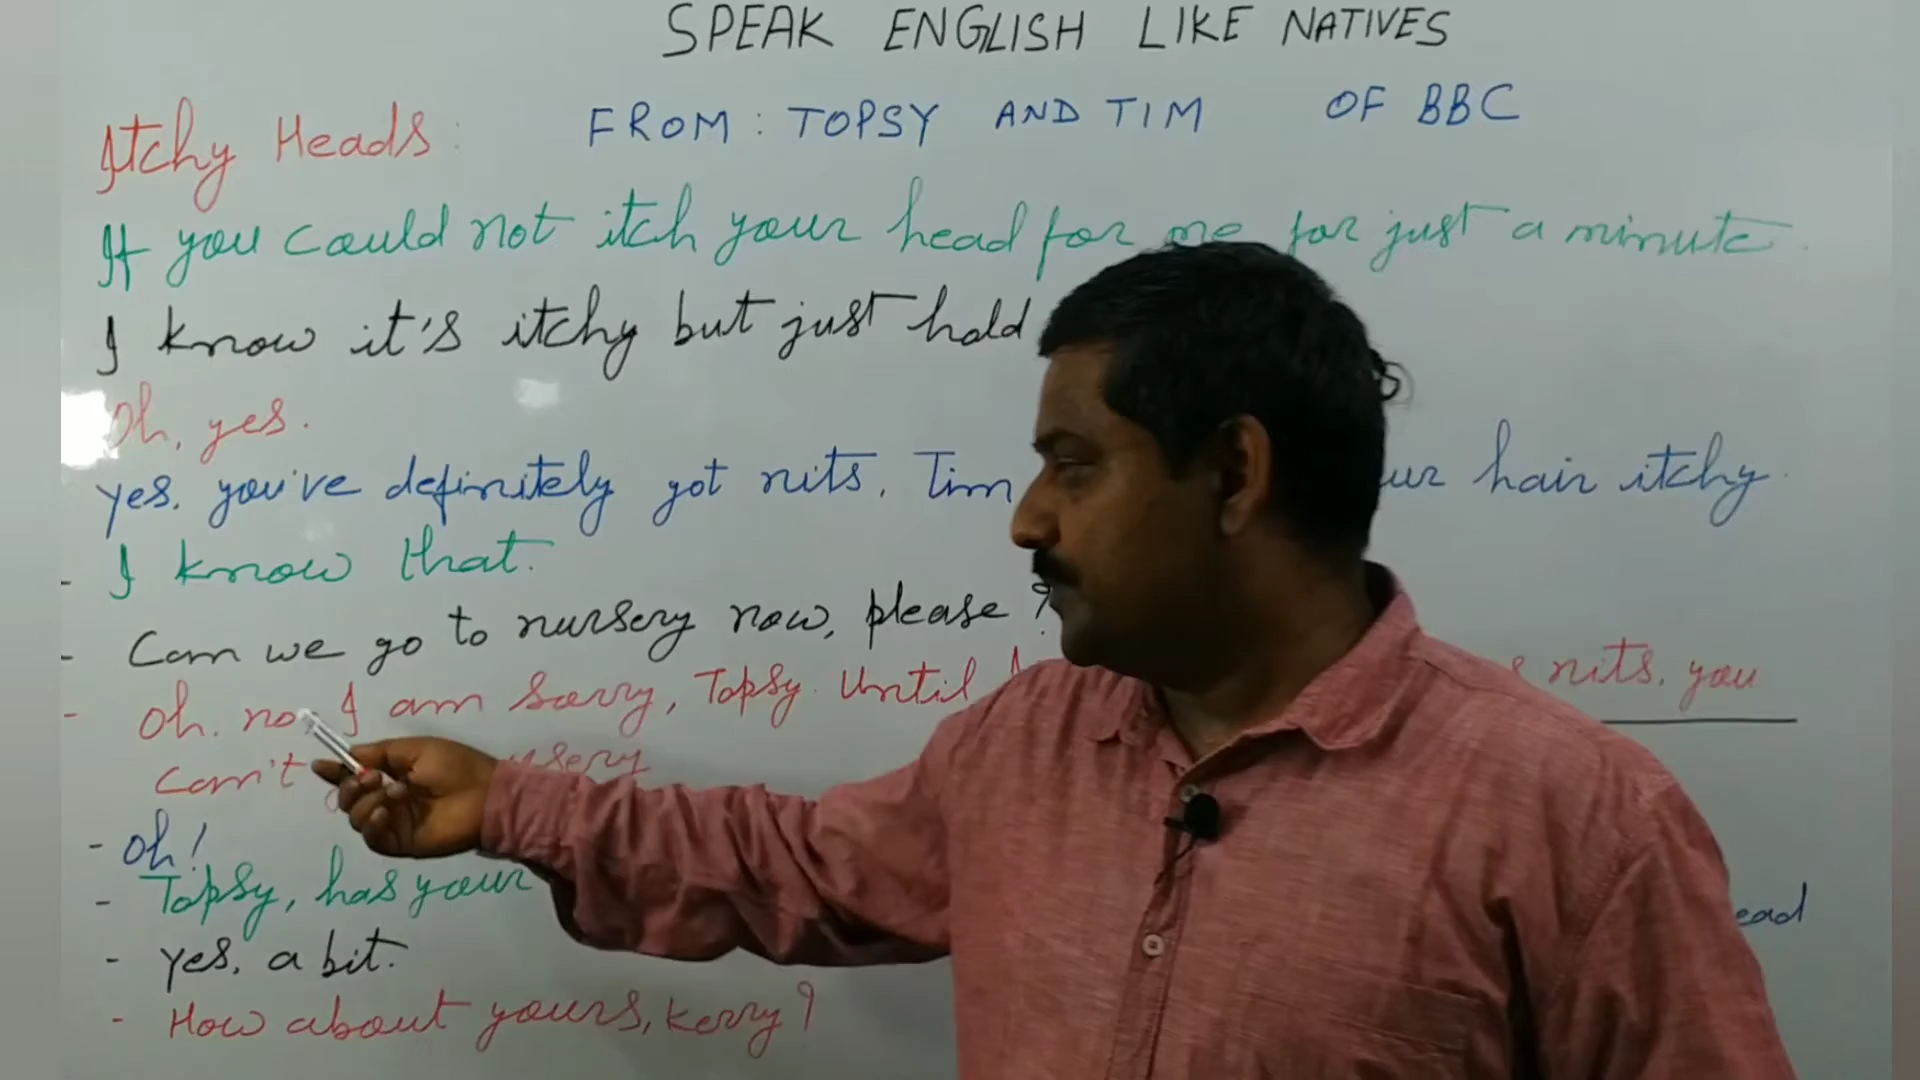 SPEAK ENGLISH LIKE NATIVES
Itchy Heads: FROM: TOPSY AND TIM OF BBC
If you could not itch your head for me for just a minute.
I know it's itchy but just hold
Oh, yes.
yes. you've definitely got nits, Tim hair itchy.
- I know that.
- Can we go to nursery now, please?
- Oh. no, I am sorry, Topsy. Until nits. you
can't
- Oh!
- Topsy, has your
- yes, a bit.
- How about yours, Kerry?